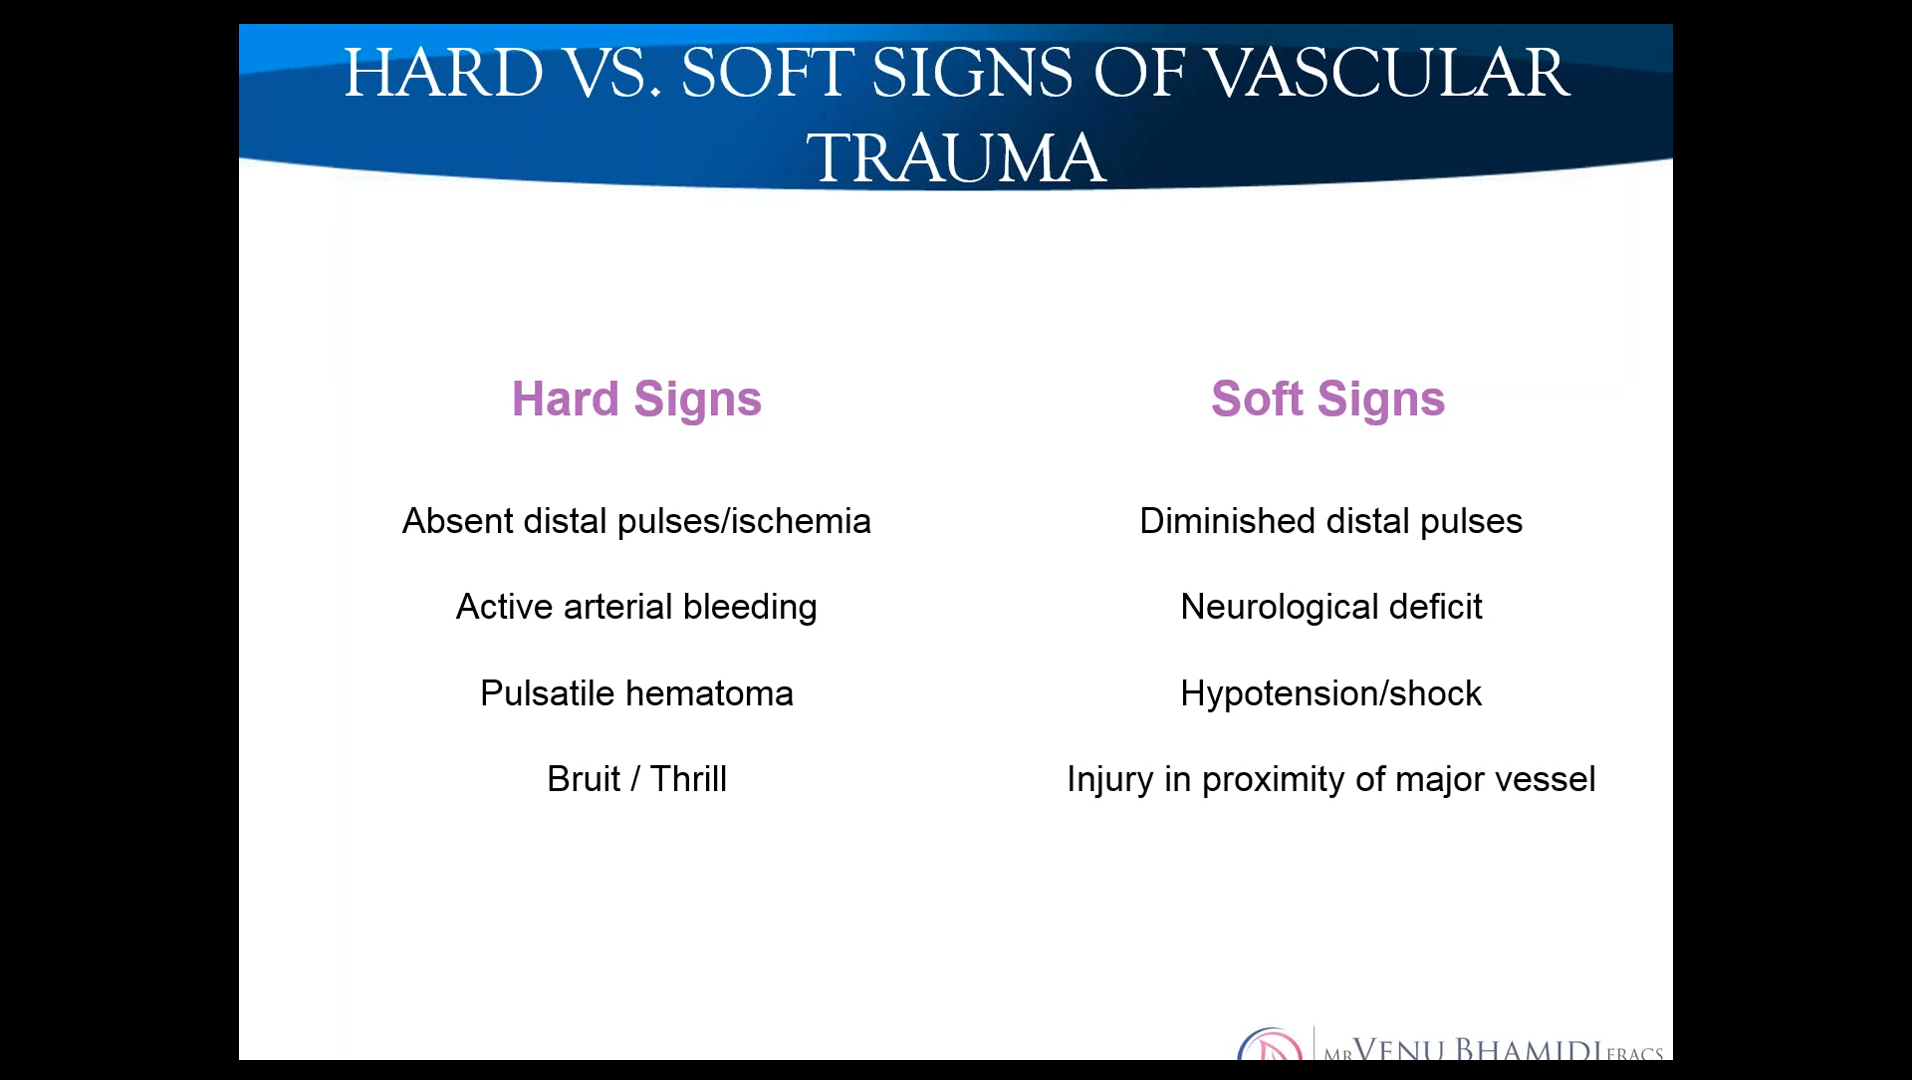 HARD VS. SOFT SIGNS OF VASCULAR
TRAUMA
Hard Signs
Soft Signs
Absent distal pulses/ischemia
Diminished distal pulses
Active arterial bleeding
Neurological deficit
Pulsatile hematoma
Hypotension/shock
Bruit / Thrill
Injury in proximity of major vessel
MR VENU BHAMIDI FRACS